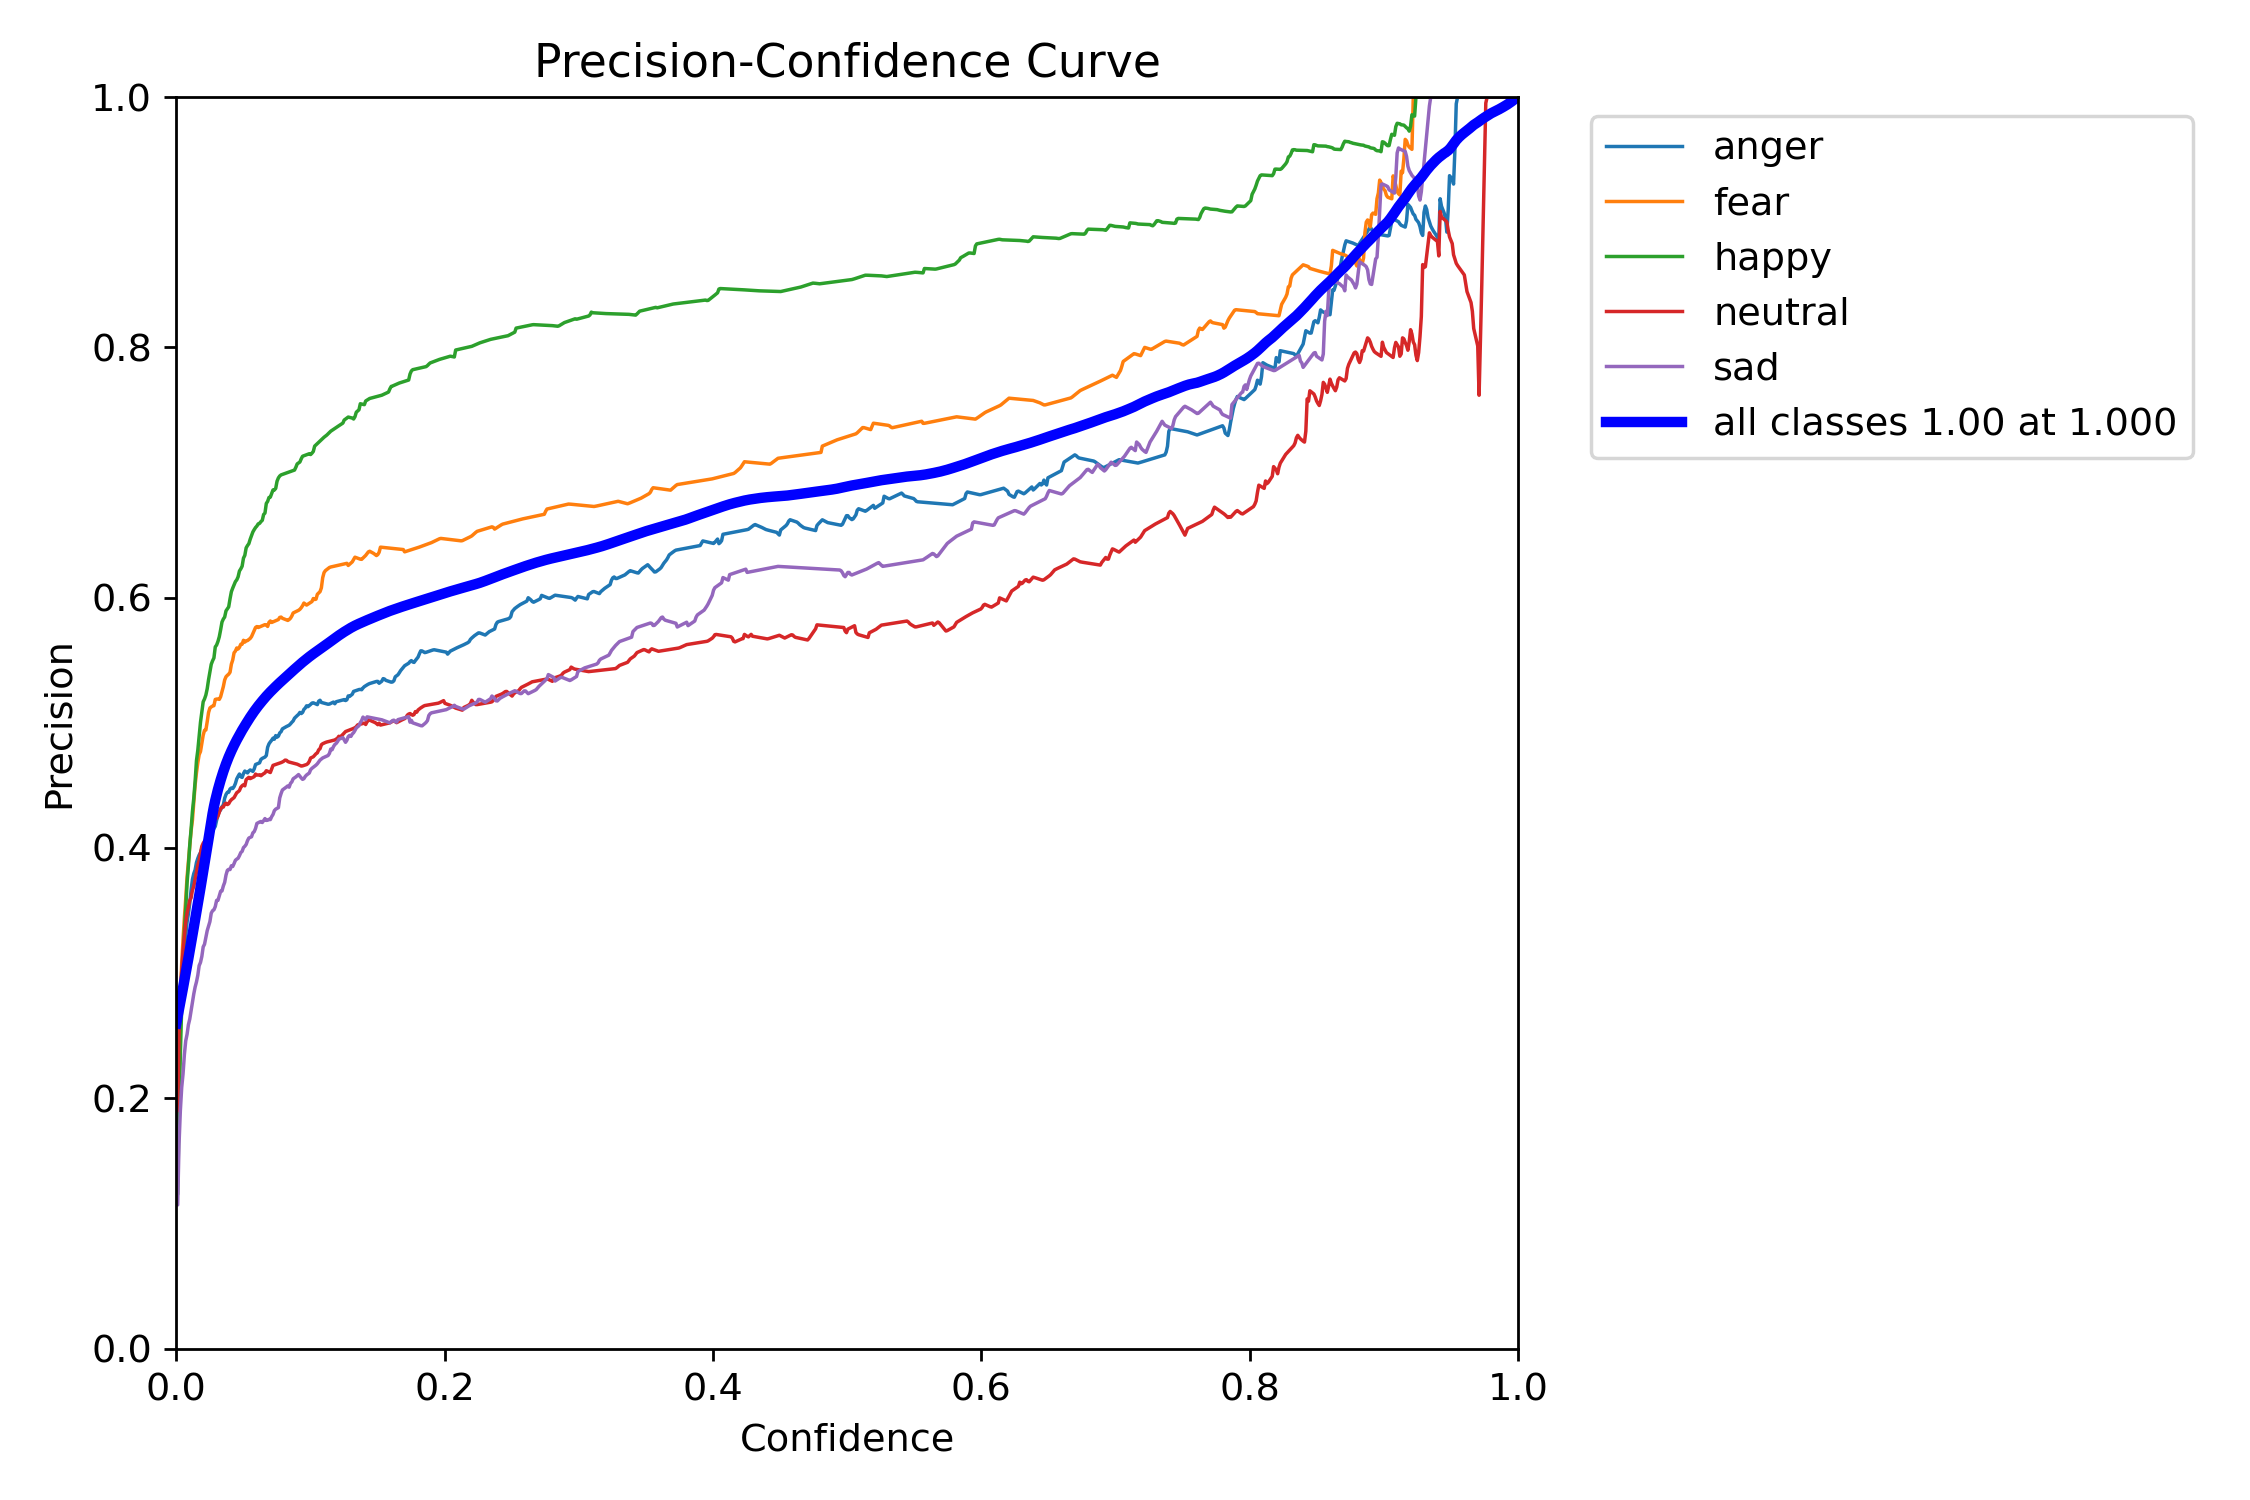 Precision-Confidence Curve
1.0
0.8
0.6
0.4
0.2
0.0
Precision
0.0 0.2 0.4 0.6 0.8 1.0
Confidence
anger
fear
happy
neutral
sad
all classes 1.00 at 1.000